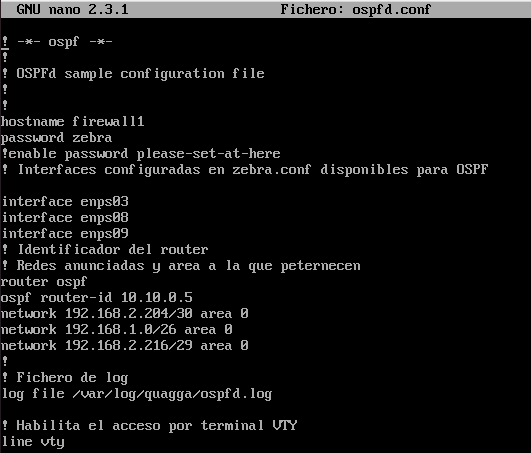 GNU nano 2.3.1 Fichero: ospfd.conf
! -*- ospf -*-
!
! OSPFd sample configuration file
!
!
hostname firewall1
password zebra
!enable password please-set-at-here
! Interfaces configuradas en zebra.conf disponibles para OSPF
interface enps03
interface enps08
interface enps09
! Identificador del router
! Redes anunciadas y area a la que peternecen
router ospf
ospf router-id 10.10.0.5
network 192.168.2.204/30 area 0
network 192.168.1.0/26 area 0
network 192.168.2.216/29 area 0
!
! Fichero de log
log file /var/log/quagga/ospfd.log
! Habilita el acceso por terminal VTY
line vty